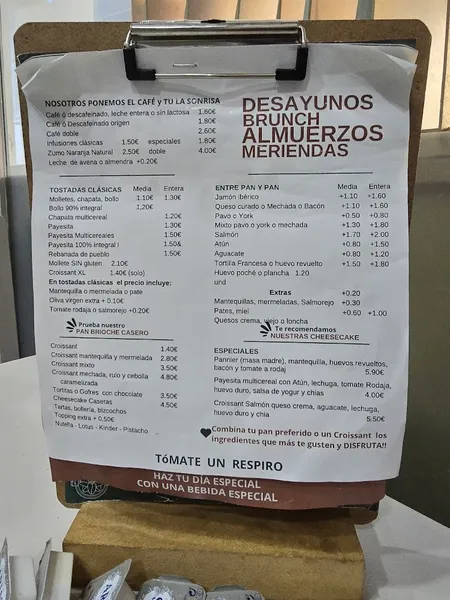 NOSOTROS PONEMOS EL CAFÉ y TU LA SONRISA
Café ó descafeinado, leche entera o sin lactosa 1.60€
Café ó Descafeinado origen 1.80€
Café doble 2.60€
Infusiones clásicas 1.50€ especiales 1.80€
Zumo Naranja Natural 2.50€ doble 4.00€
Leche de avena o almendra +0.20€
DESAYUNOS
BRUNCH
ALMUERZOS
MERIENDAS
TOSTADAS CLÁSICAS Media Entera
Molletes, chapata, bollo 1.10€ 1.30€
Bollo 90% integral 1,20€
Chapata multicereal 1.20€
Payesita 1.30€
Payesita Multicereales 1.50€
Payesita 100% integral l 1.50&
Rebanada de pueblo 1.50€
Mollete SIN gluten 2.10€
Croissant XL 1.40€ (solo)
En tostadas clásicas el precio incluye:
Mantequilla o mermelada o pate
Oliva virgen extra + 0.10€
Tomate rodaja o salmorejo +0.20€
Prueba nuestro
PAN BRIOCHE CASERO
Croissant 1.40€
Croissant mantequilla y mermelada 2.80€
Croissant mixto 3.50€
Croissant mechada, rulo y cebolla 4.80€
caramelizada
Tortitas o Gofres con chocolate 3.50€
Cheesecake Caseras 4.50€
Tartas, bollería, bizcochos
Topping extra + 0,50€
Nutella - Lotus - Kinder - Pistacho
ENTRE PAN Y PAN Media Entera
Jamón Ibérico +1.10 +1.60
Queso curado o Mechada o Bacón +1.10 +1.60
Pavo o York +0.50 +0.80
Mixto pavo o york o mechada +1.30 +1.80
Salmón +1.70 +2.00
Atún +0.80 +1.50
Aguacate +0.80 +1.20
Tortilla Francesa o huevo revuelto +1.50 +1.80
Huevo poché o plancha 1.20
und
Extras +0.20
Mantequillas, mermeladas, Salmorejo +0.30
Pates, miel +0.60 +1.00
Quesos crema, viejo o loncha
Te recomendamos
NUESTRAS CHEESECAKE
ESPECIALES
Pannier (masa madre), mantequilla, huevos revueltos,
bacón y tomate a rodaj 5.90€
Payesita multicereal con Atún, lechuga, tomate Rodaja,
huevo duro, salsa de yogur y chias 4.00€
Croissant Salmón queso crema, aguacate, lechuga,
huevo duro y chia 5.50€
Combina tu pan preferido o un Croissant los
ingredientes que más te gusten y DISFRUTA!!
TóMATE UN RESPIRO
HAZ TU DÍA ESPECIAL
CON UNA BEBIDA ESPECIAL